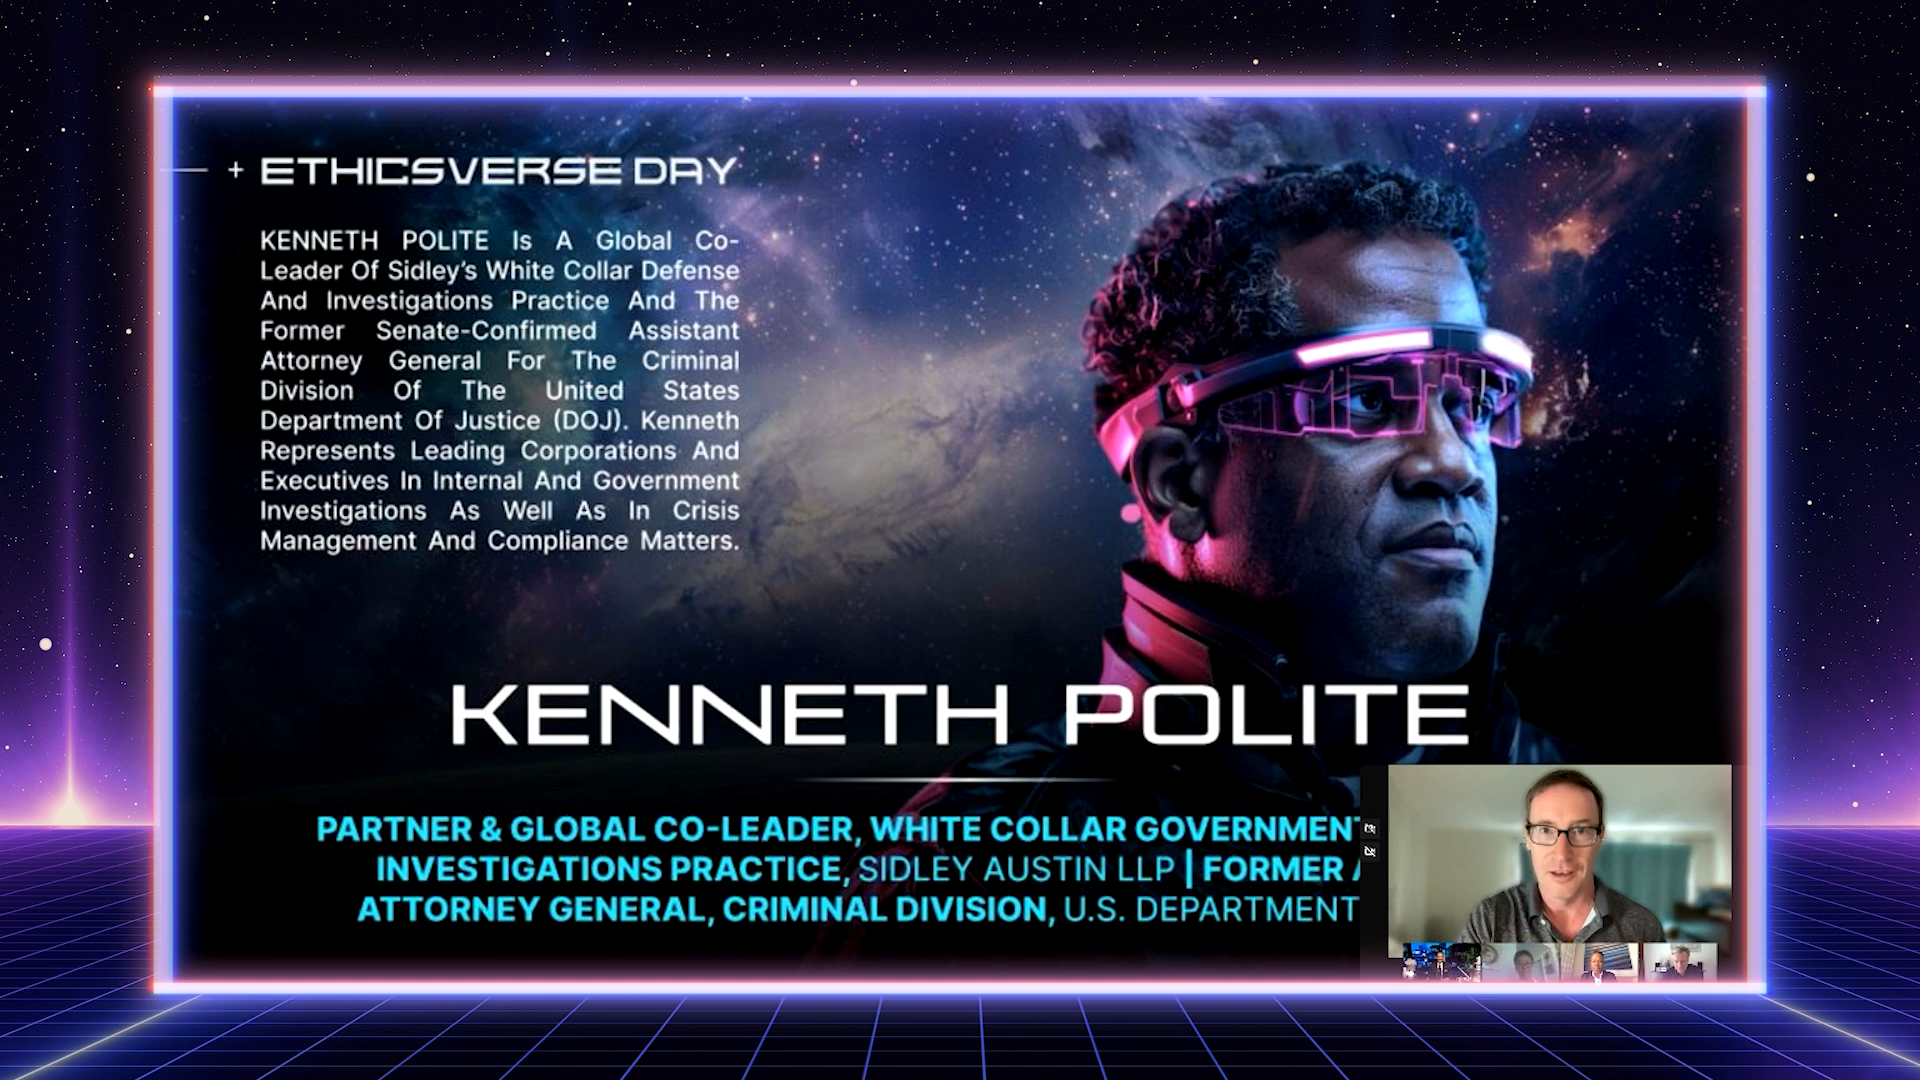 + ETHICSVERSE DAY
KENNETH POLITE Is A Global Co-
Leader Of Sidley's White Collar Defense
And Investigations Practice And The
Former Senate-Confirmed Assistant
Attorney General For The Criminal
Division Of The United States
Department Of Justice (DOJ). Kenneth
Represents Leading Corporations And
Executives In Internal And Government
Investigations As Well As In Crisis
Management And Compliance Matters.
KENNETH POLITE
PARTNER & GLOBAL CO-LEADER, WHITE COLLAR GOVERNMENT
INVESTIGATIONS PRACTICE, SIDLEY AUSTIN LLP | FORMER A
ATTORNEY GENERAL, CRIMINAL DIVISION, U.S. DEPARTMENT